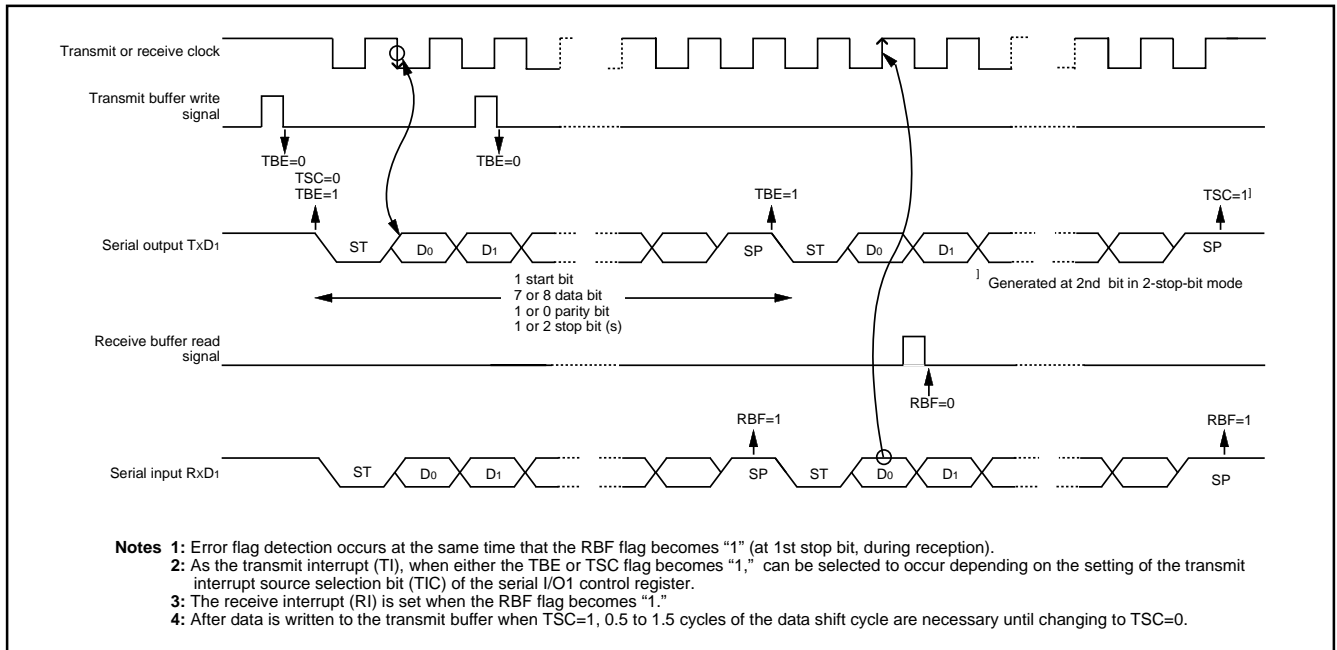 Transmit or receive clock
Transmit buffer write
signal
TBE=0
TBE=0
TSC=0
TBE=1
TBE=1
TSC=1]
Serial output TxD1
ST
D0
D1
SP
ST
D0
D1
SP
] Generated at 2nd bit in 2-stop-bit mode
1 start bit
7 or 8 data bit
1 or 0 parity bit
1 or 2 stop bit (s)
Receive buffer read
signal
RBF=0
RBF=1
RBF=1
Serial input RxD1
ST
D0
D1
SP
ST
D0
D1
SP
Notes 1: Error flag detection occurs at the same time that the RBF flag becomes “1” (at 1st stop bit, during reception).
2: As the transmit interrupt (TI), when either the TBE or TSC flag becomes “1,” can be selected to occur depending on the setting of the transmit
interrupt source selection bit (TIC) of the serial I/O1 control register.
3: The receive interrupt (RI) is set when the RBF flag becomes “1.”
4: After data is written to the transmit buffer when TSC=1, 0.5 to 1.5 cycles of the data shift cycle are necessary until changing to TSC=0.